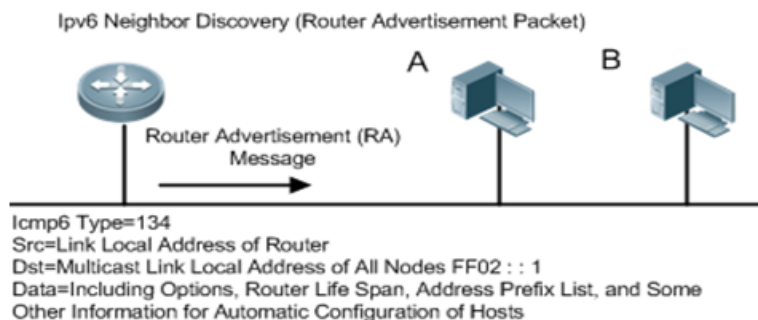 Ipv6 Neighbor Discovery (Router Advertisement Packet)
A
B
Router Advertisement (RA)
Message
Icmp6 Type=134
Src=Link Local Address of Router
Dst=Multicast Link Local Address of All Nodes FF02 : : 1
Data=Including Options, Router Life Span, Address Prefix List, and Some
Other Information for Automatic Configuration of Hosts